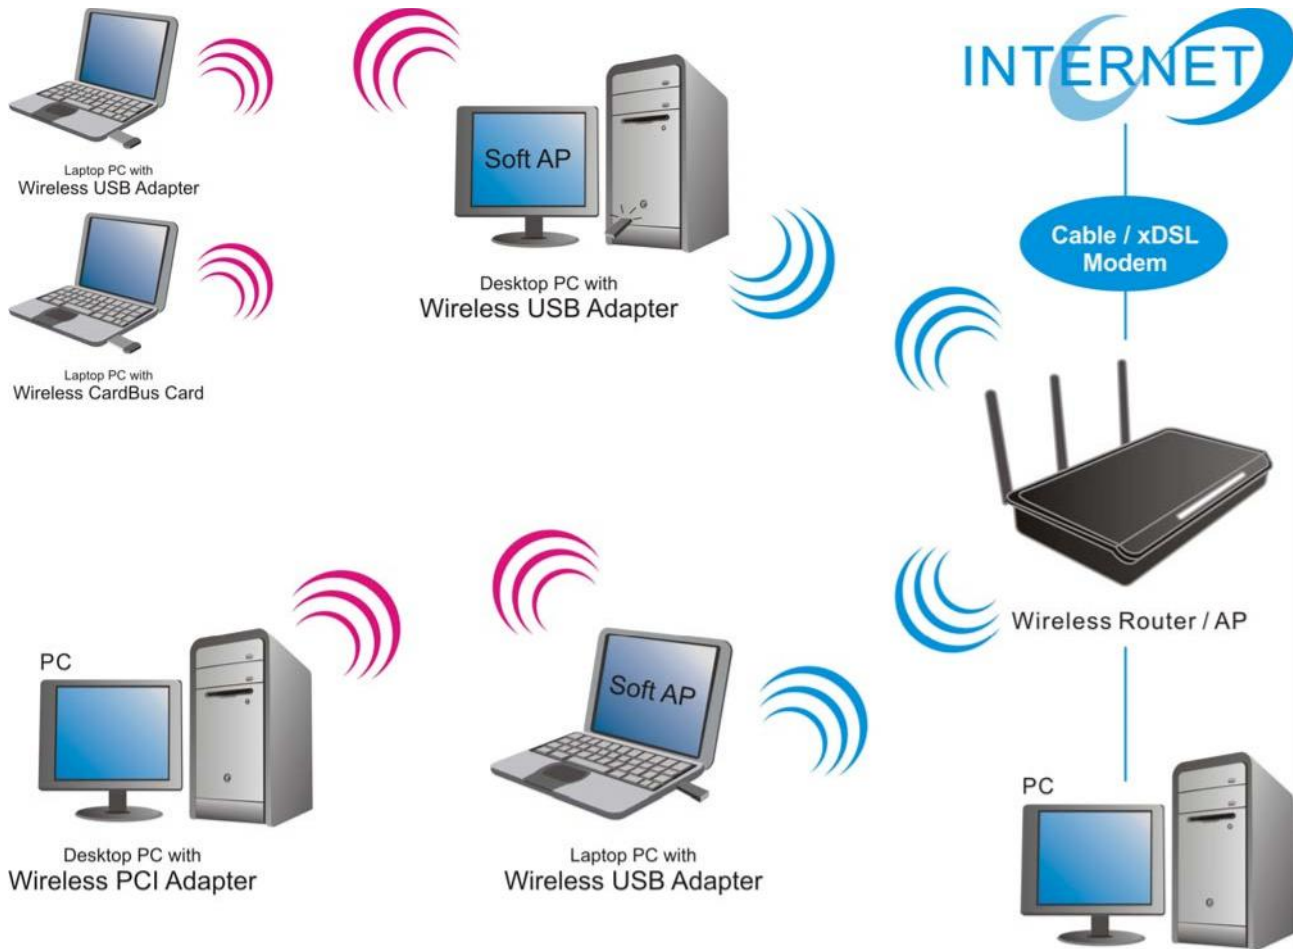 INTERNET
Soft AP
Laptop PC with
Wireless USB Adapter
Cable / xDSL
Modem
Desktop PC with
Wireless USB Adapter
Laptop PC with
Wireless CardBus Card
Wireless Router / AP
PC
Soft AP
PC
Desktop PC with
Wireless PCI Adapter
Laptop PC with
Wireless USB Adapter